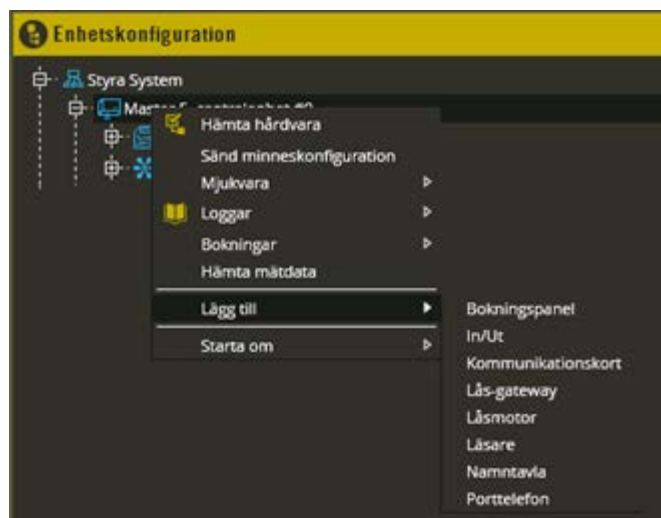 Enhetskonfiguration
Styra System
Hämta hårdvara
Sänd minneskonfiguration
Mjukvara
Loggar
Bokningar
Hämta mätdata
Lägg till
Starta om
Bokningspanel
In/Ut
Kommunikationskort
Lås-gateway
Låsmotor
Läsare
Namntavla
Porttelefon